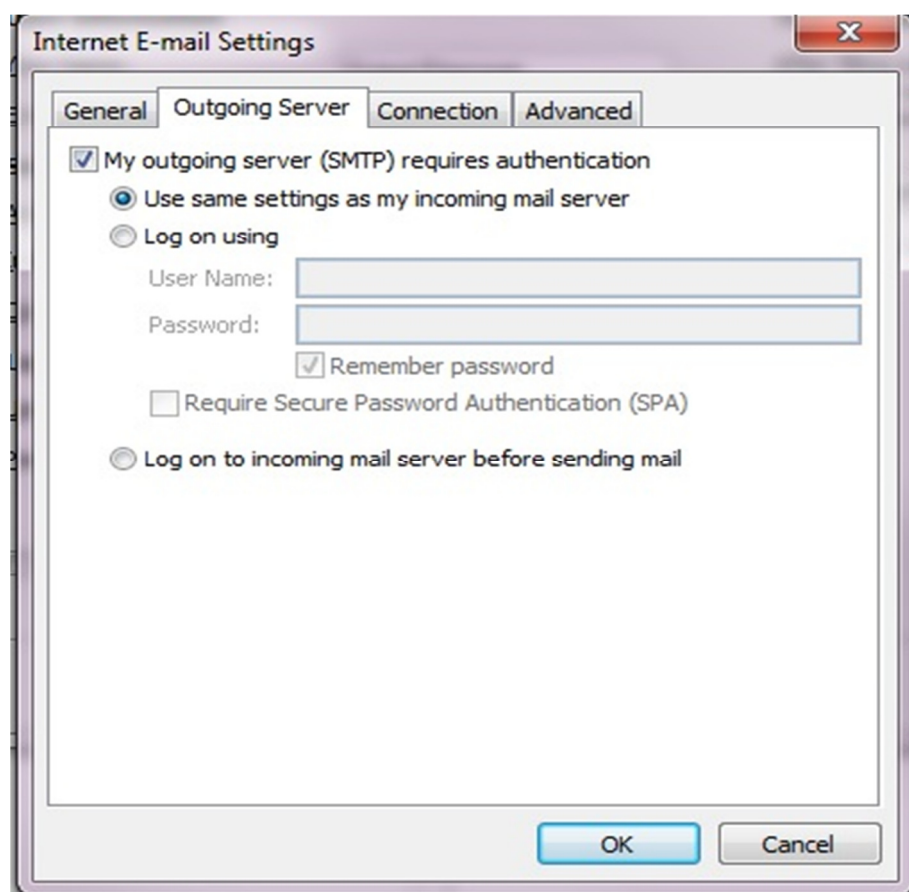 Internet E-mail Settings
General Outgoing Server Connection Advanced
My outgoing server (SMTP) requires authentication
Use same settings as my incoming mail server
Log on using
User Name:
Password:
Remember password
Require Secure Password Authentication (SPA)
Log on to incoming mail server before sending mail
OK Cancel